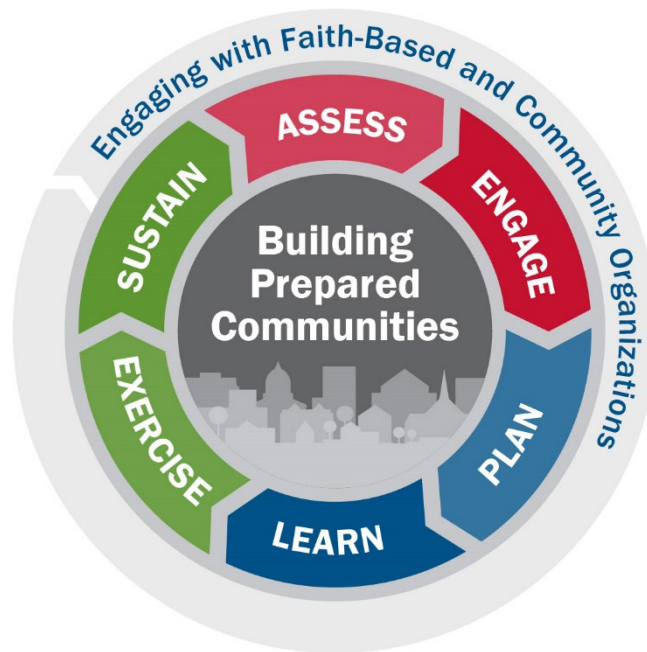 Engaging with Faith-Based and Community Organizations
ASSESS
ENGAGE
PLAN
LEARN
EXERCISE
SUSTAIN
Building
Prepared
Communities